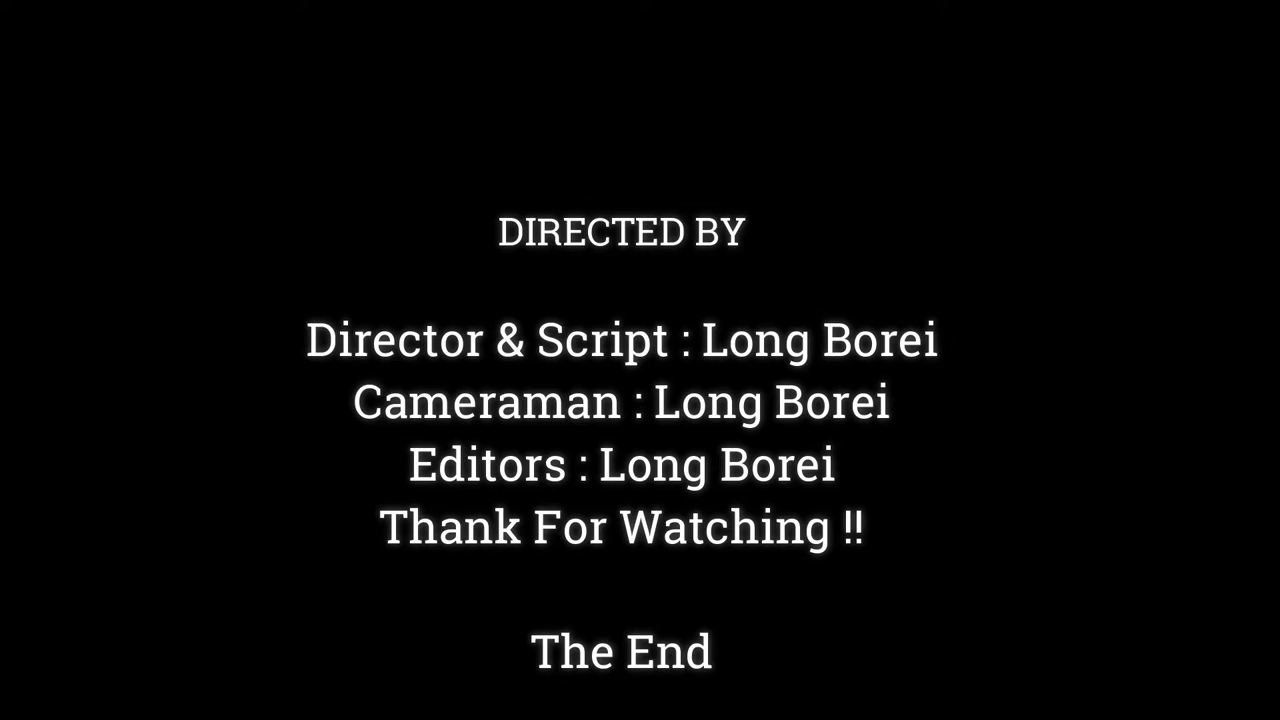 DIRECTED BY
Director & Script : Long Borei
Cameraman : Long Borei
Editors : Long Borei
Thank For Watching !!
The End